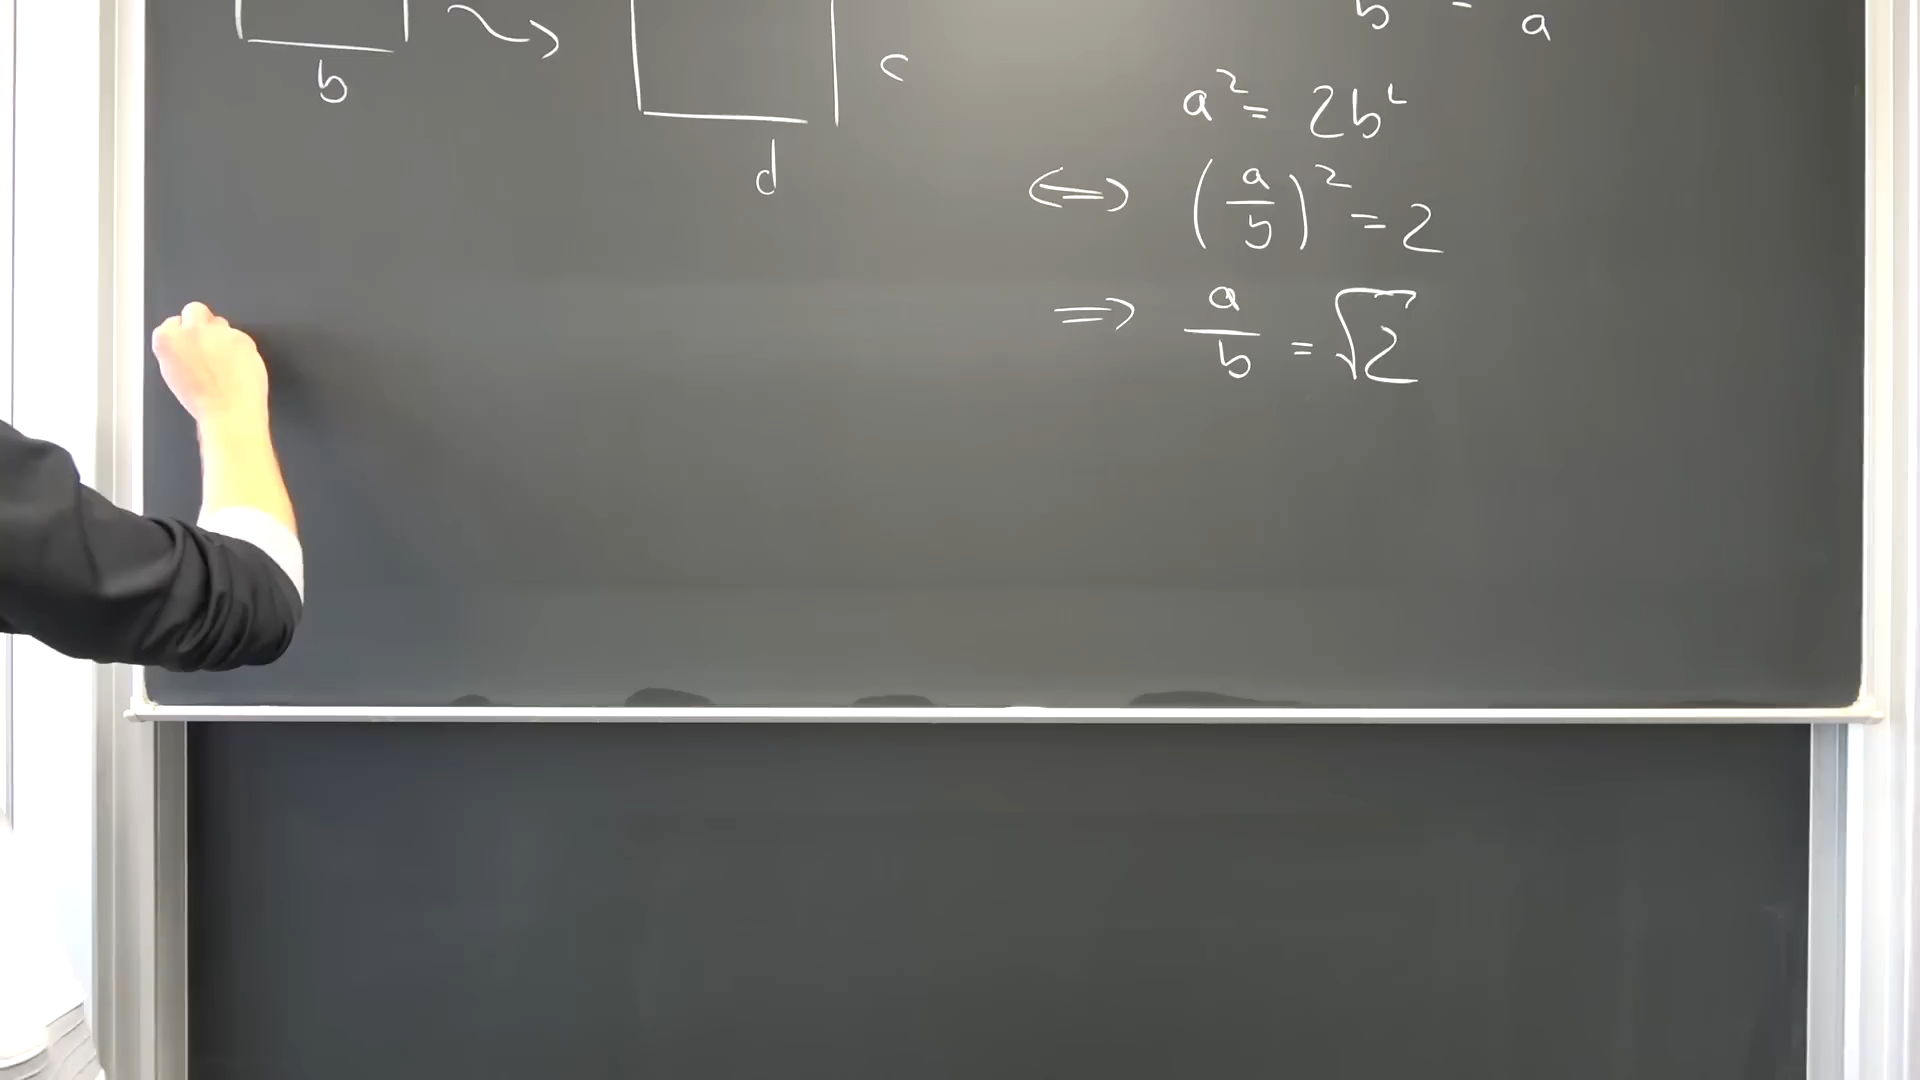 b
d
c
b = a
a² = 2b²
⟺ (a/b)² = 2
⟹ a/b = √2